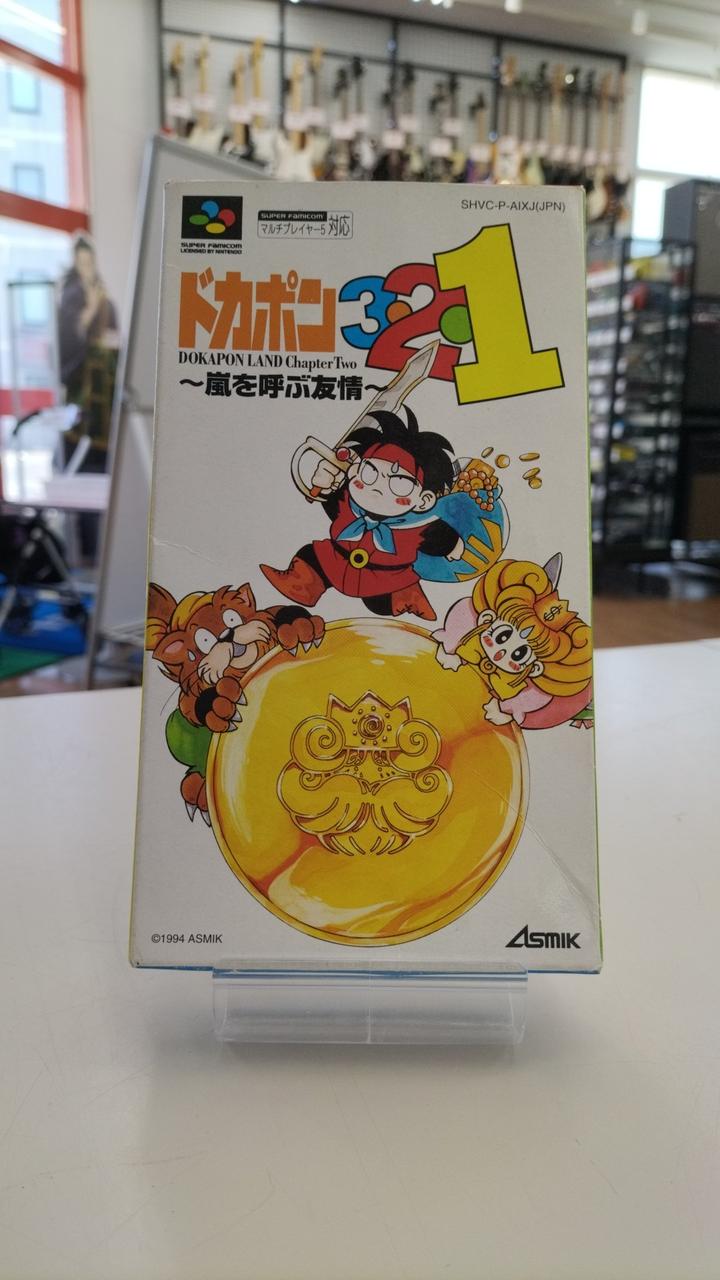 SHVC-P-AIXJ(JPN)
SUPER FAMICOM
LICENSED BY NINTENDO
SUPER FAMICOM
マルチプレイヤー5 対応
ドカポン3・2・1
DOKAPON LAND Chapter Two
〜嵐を呼ぶ友情〜
$
©1994 ASMIK
ASMIK